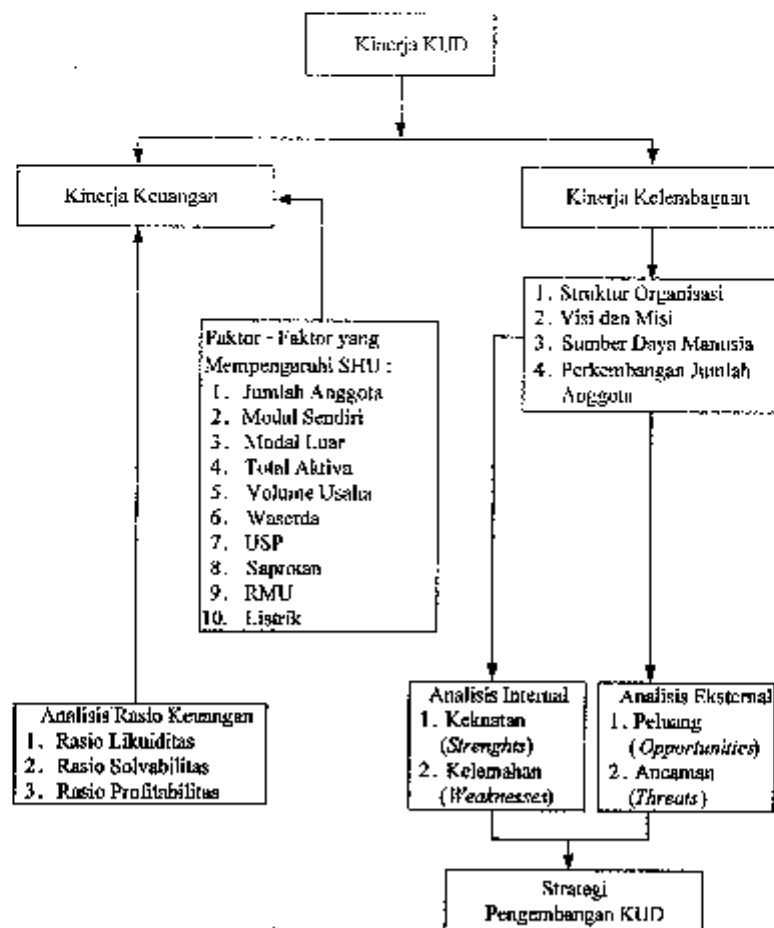 Kinerja KUD
Kinerja Keuangan
Kinerja Kelembagaan
1. Struktur Organisasi
2. Visi dan Misi
3. Sumber Daya Manusia
4. Perkembangan Jumlah
Anggota
Faktor - Faktor yang
Mempengaruhi SHU :
1. Jumlah Anggota
2. Modal Sendiri
3. Modal Luar
4. Total Aktiva
5. Volume Usaha
6. Waserda
7. USP
8. Saprotan
9. RMU
10. Listrik
Analisis Rasio Keuangan
1. Rasio Likuiditas
2. Rasio Solvabilitas
3. Rasio Profitabilitas
Analisis Internal
1. Kekuatan
(Strenghts)
2. Kelemahan
(Weaknesses)
Analisis Eksternal
1. Peluang
(Opportunities)
2. Ancaman
(Threats)
Strategi
Pengembangan KUD